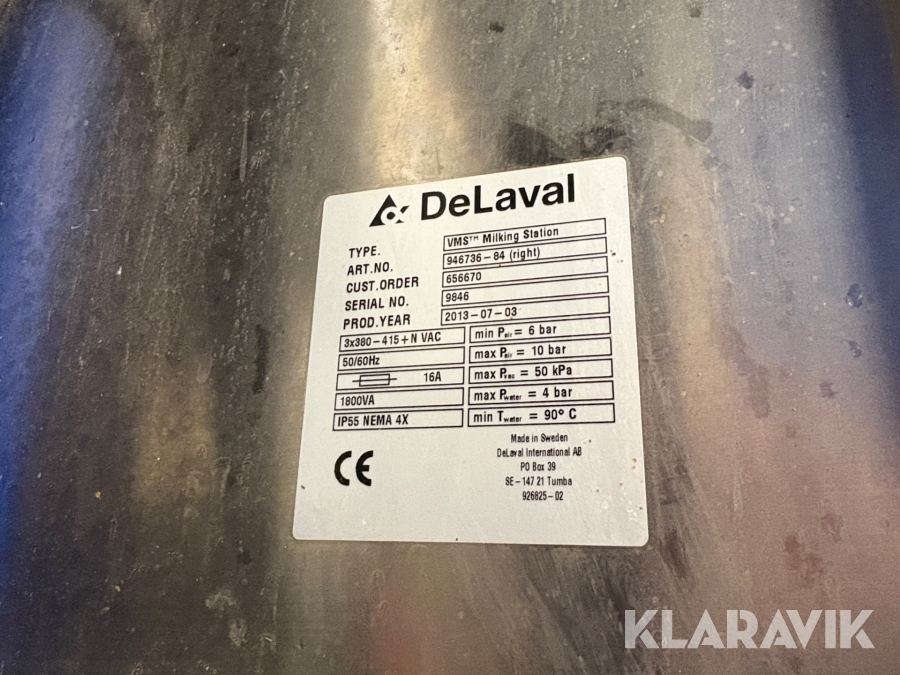 DeLaval
TYPE. VMS™ Milking Station
ART.NO. 946736-84 (right)
CUST.ORDER 656670
SERIAL NO. 9846
PROD.YEAR 2013-07-03
3x380-415+N VAC min Pair = 6 bar
50/60Hz max Pair = 10 bar
16A max Pvac = 50 kPa
1800VA max Pwater = 4 bar
IP55 NEMA 4X min Twater = 90° C
CE
Made in Sweden
DeLaval International AB
PO Box 39
SE-147 21 Tumba
926825-02
KLARAVIK